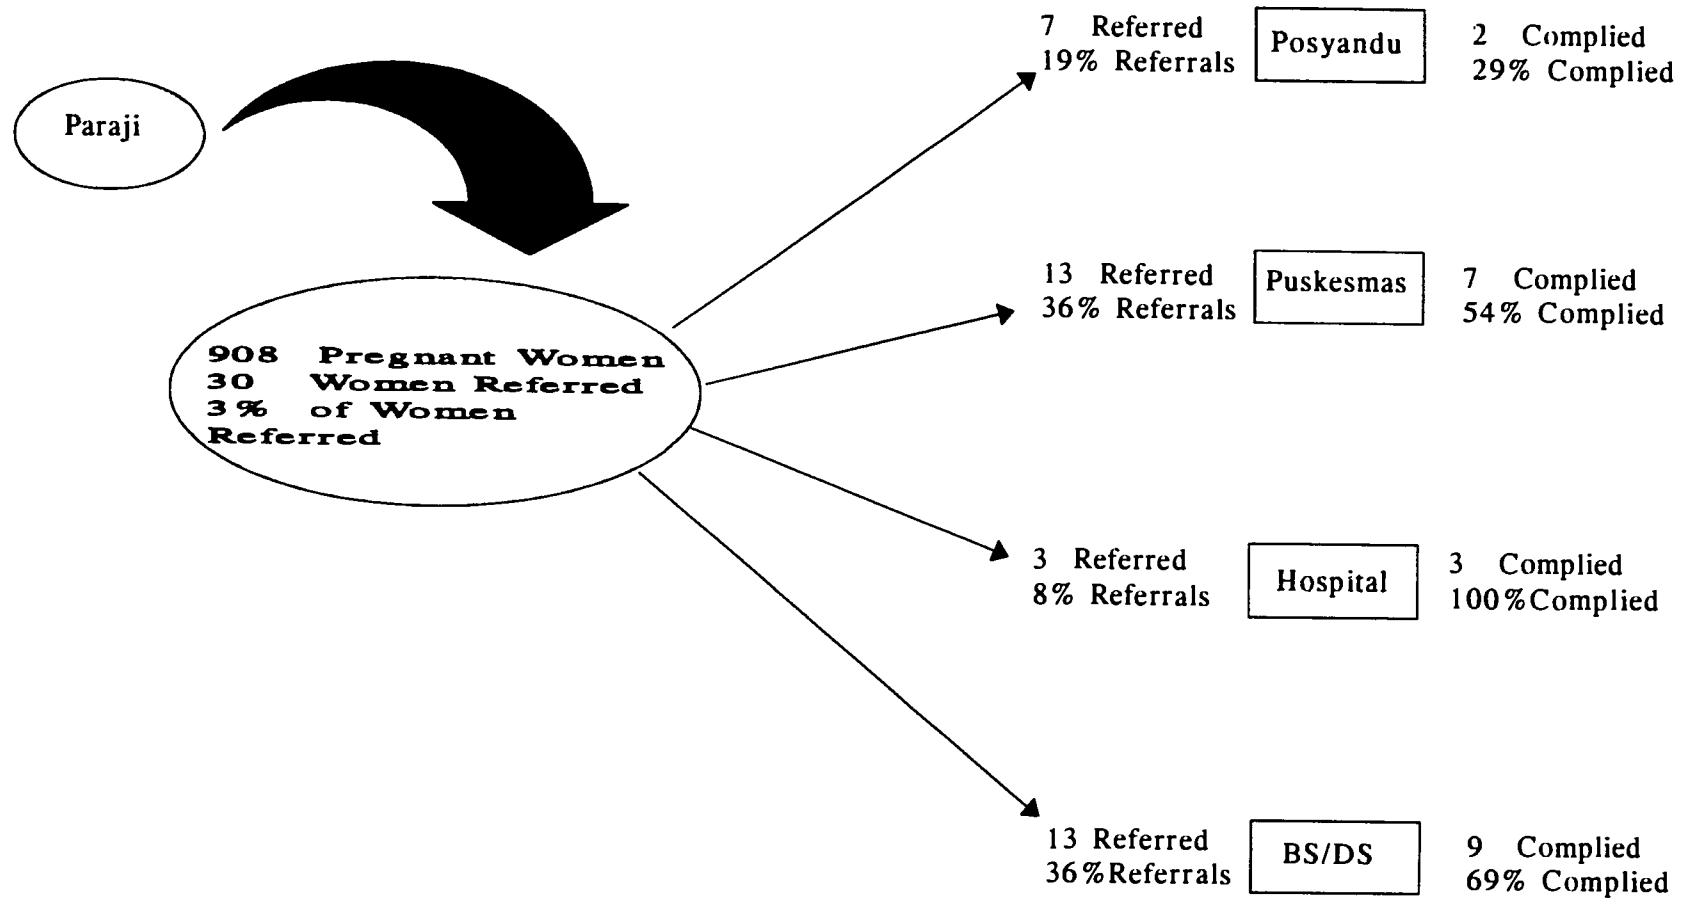 Paraji
908 Pregnant Women
30 Women Referred
3% of Women
Referred
7 Referred
19% Referrals
Posyandu
2 Complied
29% Complied
13 Referred
36% Referrals
Puskesmas
7 Complied
54% Complied
3 Referred
8% Referrals
Hospital
3 Complied
100%Complied
13 Referred
36%Referrals
BS/DS
9 Complied
69% Complied